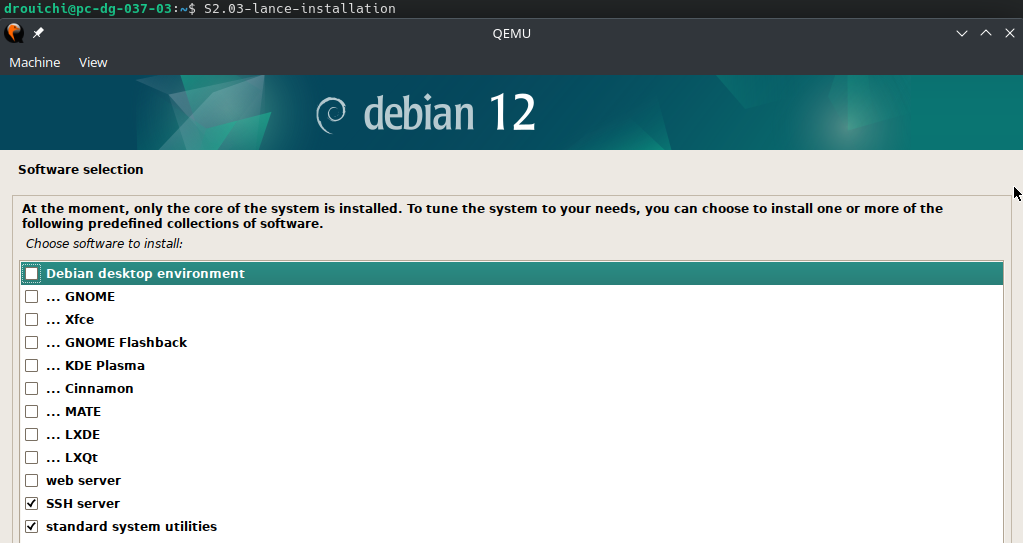 drouichi@pc-dg-037-03:~$ S2.03-lance-installation
QEMU
Machine View
debian 12
Software selection
At the moment, only the core of the system is installed. To tune the system to your needs, you can choose to install one or more of the
following predefined collections of software.
Choose software to install:
Debian desktop environment
... GNOME
... Xfce
... GNOME Flashback
... KDE Plasma
... Cinnamon
... MATE
... LXDE
... LXQt
web server
SSH server
standard system utilities